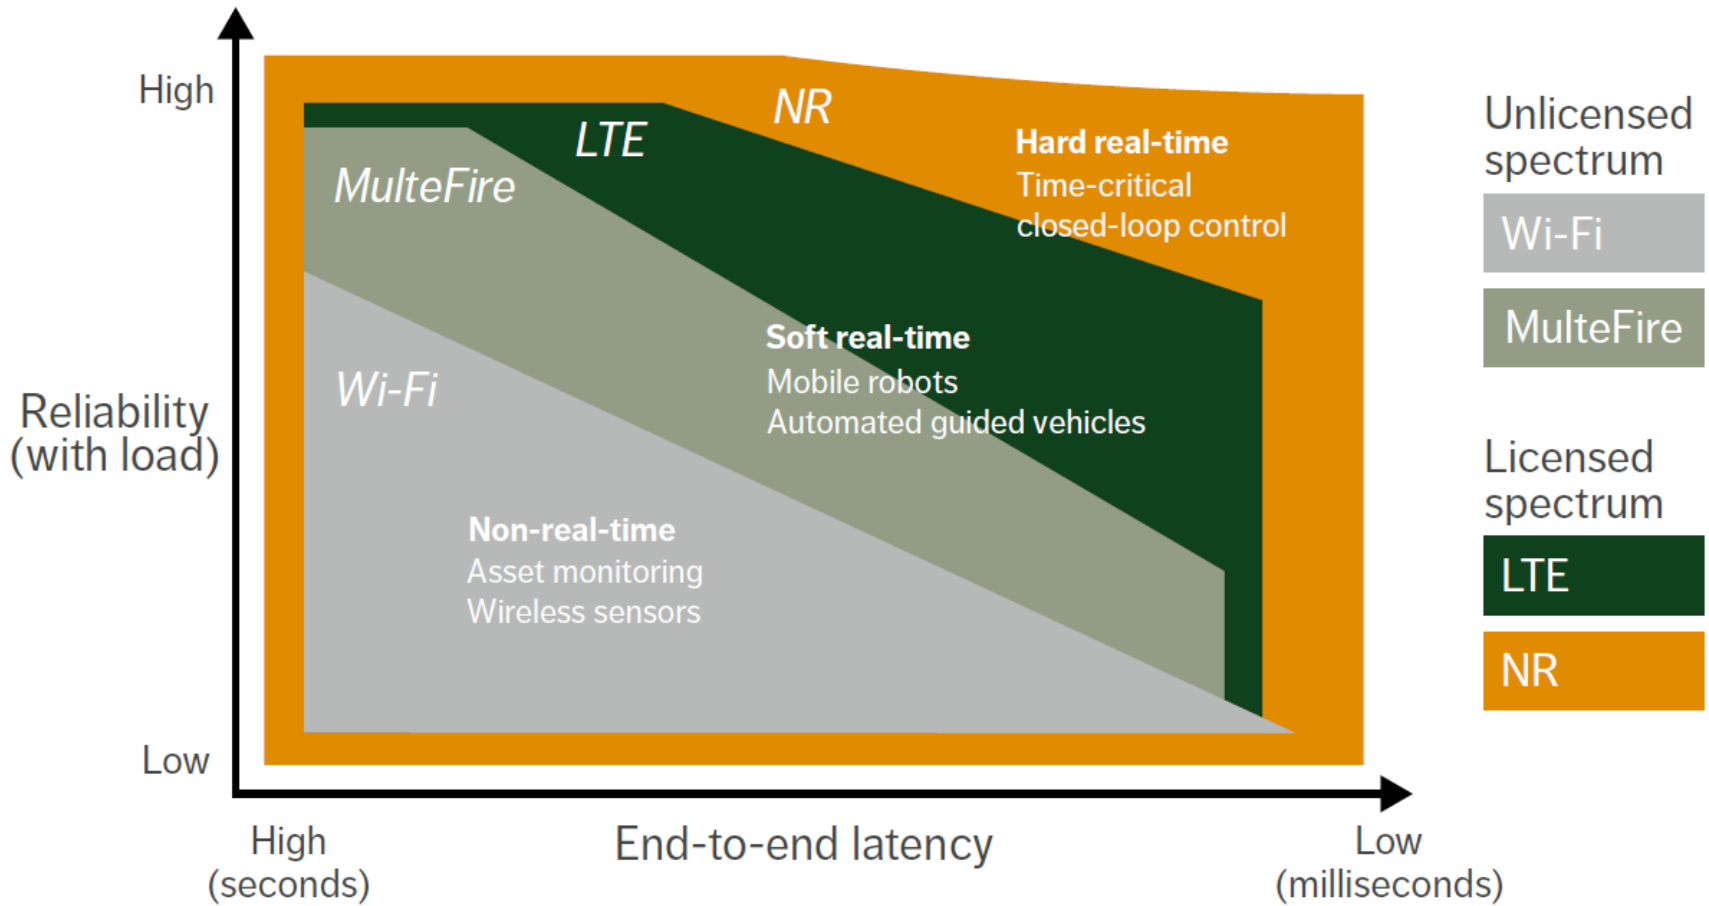 High
Reliability
(with load)
Low
NR
LTE
MulteFire
Wi-Fi
Hard real-time
Time-critical
closed-loop control
Soft real-time
Mobile robots
Automated guided vehicles
Non-real-time
Asset monitoring
Wireless sensors
High
(seconds)
End-to-end latency
Low
(milliseconds)
Unlicensed
spectrum
Wi-Fi
MulteFire
Licensed
spectrum
LTE
NR